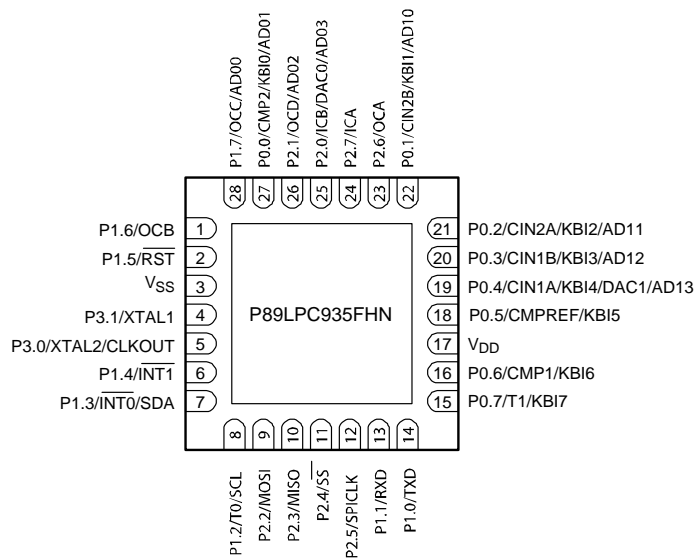 P1.7/OCC/AD00
P0.0/CMP2/KBI0/AD01
P2.1/OCD/AD02
P2.0/ICB/DAC0/AD03
P2.7/ICA
P2.6/OCA
P0.1/CIN2B/KBI1/AD10
28
27
26
25
24
23
22
P1.6/OCB 1
P1.5/RST 2
VSS 3
P3.1/XTAL1 4
P3.0/XTAL2/CLKOUT 5
P1.4/INT1 6
P1.3/INT0/SDA 7
P89LPC935FHN
21 P0.2/CIN2A/KBI2/AD11
20 P0.3/CIN1B/KBI3/AD12
19 P0.4/CIN1A/KBI4/DAC1/AD13
18 P0.5/CMPREF/KBI5
17 VDD
16 P0.6/CMP1/KBI6
15 P0.7/T1/KBI7
8
9
10
11
12
13
14
P1.2/T0/SCL
P2.2/MOSI
P2.3/MISO
P2.4/SS
P2.5/SPICLK
P1.1/RXD
P1.0/TXD